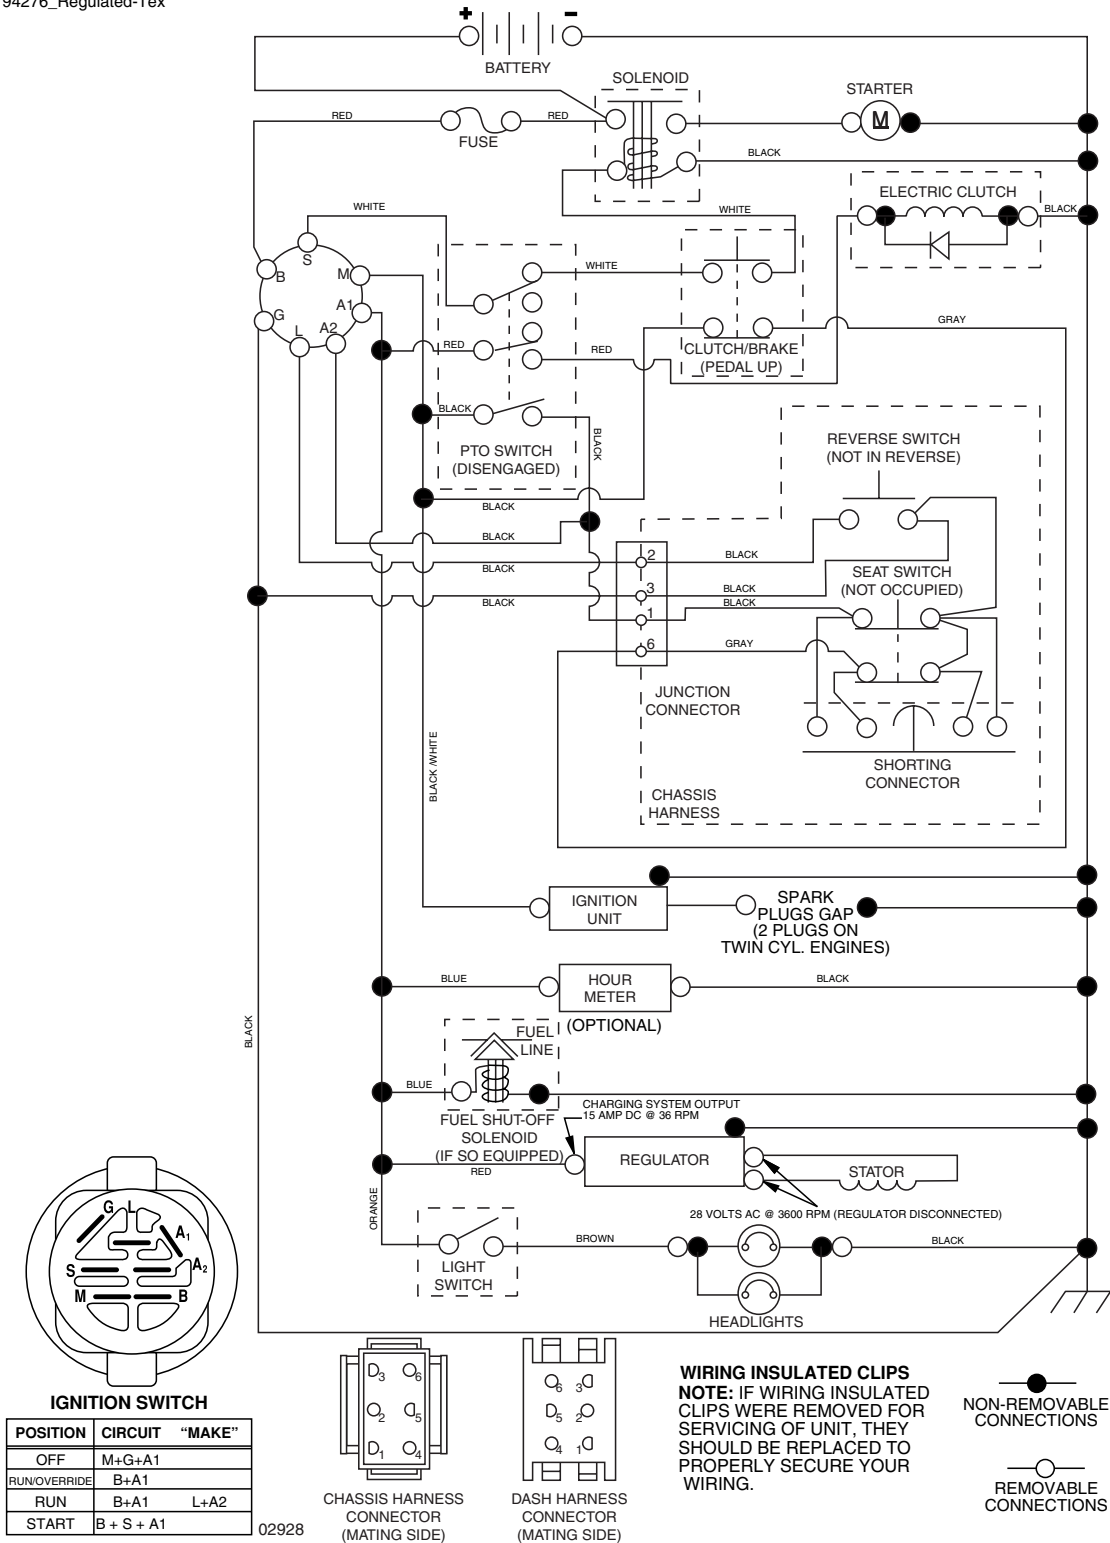 94276_Regulated-Tex
+
-
BATTERY
SOLENOID
STARTER
M
RED
FUSE
RED
BLACK
ELECTRIC CLUTCH
BLACK
WHITE
WHITE
S
B
M
A1
G
L
A2
WHITE
GRAY
RED
RED
CLUTCH/BRAKE
(PEDAL UP)
BLACK
PTO SWITCH
(DISENGAGED)
BLACK
REVERSE SWITCH
(NOT IN REVERSE)
BLACK
BLACK
BLACK
2
BLACK
SEAT SWITCH
(NOT OCCUPIED)
BLACK
3
BLACK
1
BLACK
6
GRAY
JUNCTION
CONNECTOR
SHORTING
CONNECTOR
BLACK /WHITE
CHASSIS
HARNESS
IGNITION
UNIT
SPARK
PLUGS GAP
(2 PLUGS ON
TWIN CYL. ENGINES)
BLUE
HOUR
METER
BLACK
(OPTIONAL)
BLACK
FUEL
LINE
BLUE
CHARGING SYSTEM OUTPUT
15 AMP DC @ 36 RPM
FUEL SHUT-OFF
SOLENOID
(IF SO EQUIPPED)
RED
REGULATOR
STATOR
ORANGE
28 VOLTS AC @ 3600 RPM (REGULATOR DISCONNECTED)
BROWN
BLACK
LIGHT
SWITCH
HEADLIGHTS
G L
A1
S A2
M B
IGNITION SWITCH
POSITION CIRCUIT "MAKE"
OFF M+G+A1
RUN/OVERRIDE B+A1
RUN B+A1 L+A2
START B + S + A1
02928
3 6
2 5
1 4
CHASSIS HARNESS
CONNECTOR
(MATING SIDE)
6 3
5 2
4 1
DASH HARNESS
CONNECTOR
(MATING SIDE)
WIRING INSULATED CLIPS
NOTE: IF WIRING INSULATED
CLIPS WERE REMOVED FOR
SERVICING OF UNIT, THEY
SHOULD BE REPLACED TO
PROPERLY SECURE YOUR
WIRING.
NON-REMOVABLE
CONNECTIONS
REMOVABLE
CONNECTIONS